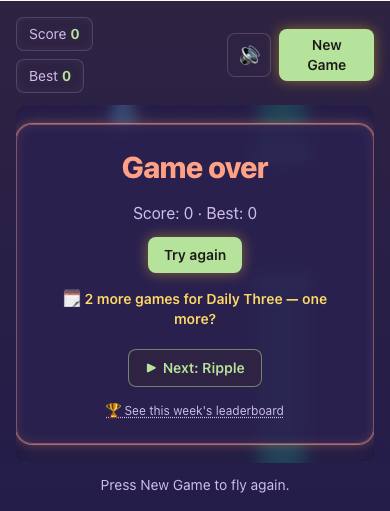 Score 0
Best 0
New
Game
Game over
Score: 0 · Best: 0
Try again
2 more games for Daily Three — one
more?
Next: Ripple
See this week's leaderboard
Press New Game to fly again.